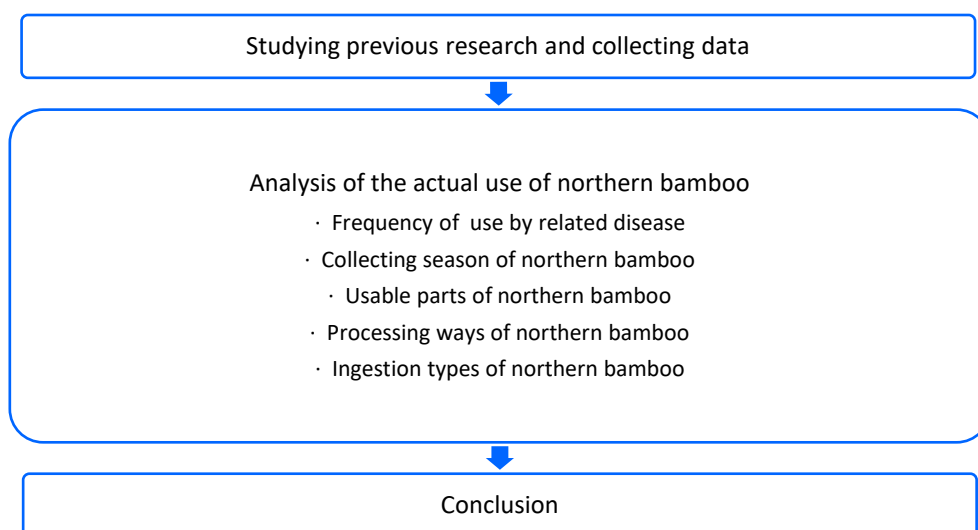 Studying previous research and collecting data
Analysis of the actual use of northern bamboo
· Frequency of use by related disease
· Collecting season of northern bamboo
· Usable parts of northern bamboo
· Processing ways of northern bamboo
· Ingestion types of northern bamboo
Conclusion